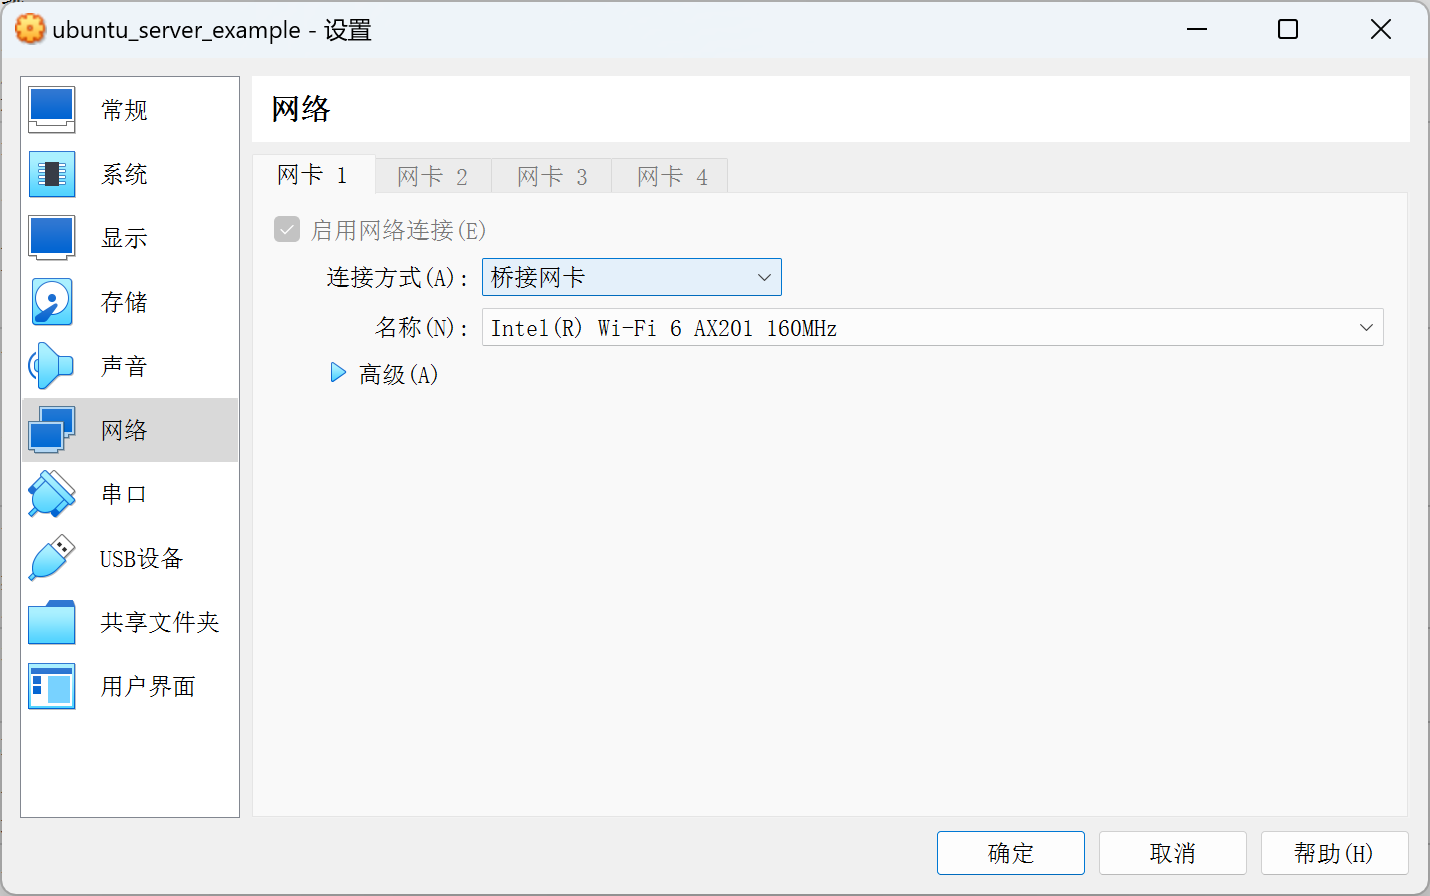 ubuntu_server_example - 设置
常规
系统
显示
存储
声音
网络
串口
USB设备
共享文件夹
用户界面
网络
网卡 1
网卡 2
网卡 3
网卡 4
启用网络连接(E)
连接方式(A): 桥接网卡
名称(N): Intel(R) Wi-Fi 6 AX201 160MHz
高级(A)
确定
取消
帮助(H)